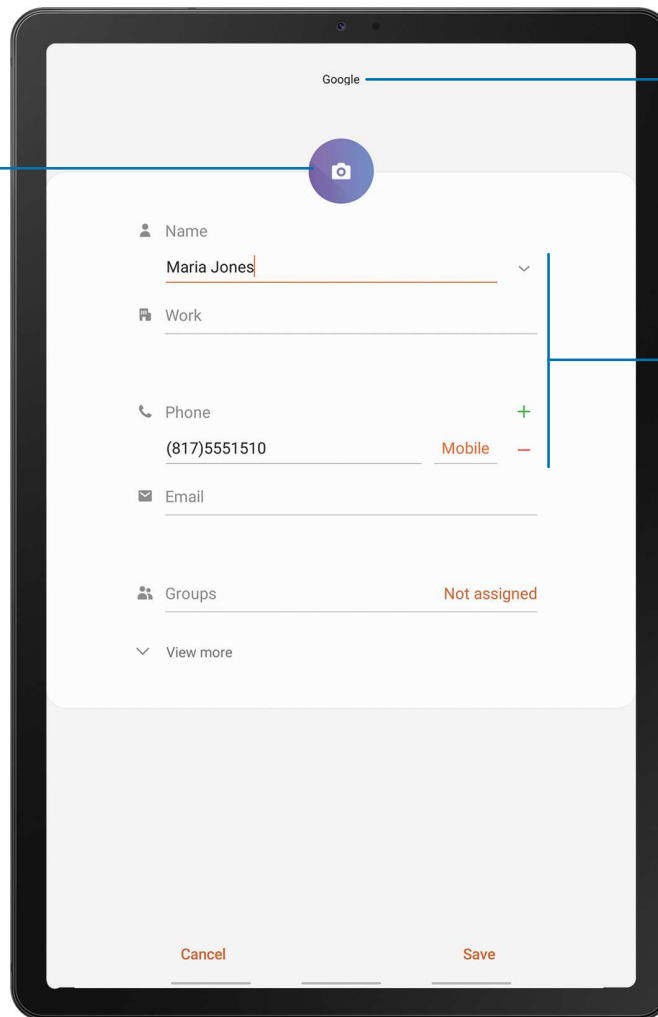 Google
Name
Maria Jones
Work
Phone
(817)5551510 Mobile
Email
Groups Not assigned
View more
Cancel Save